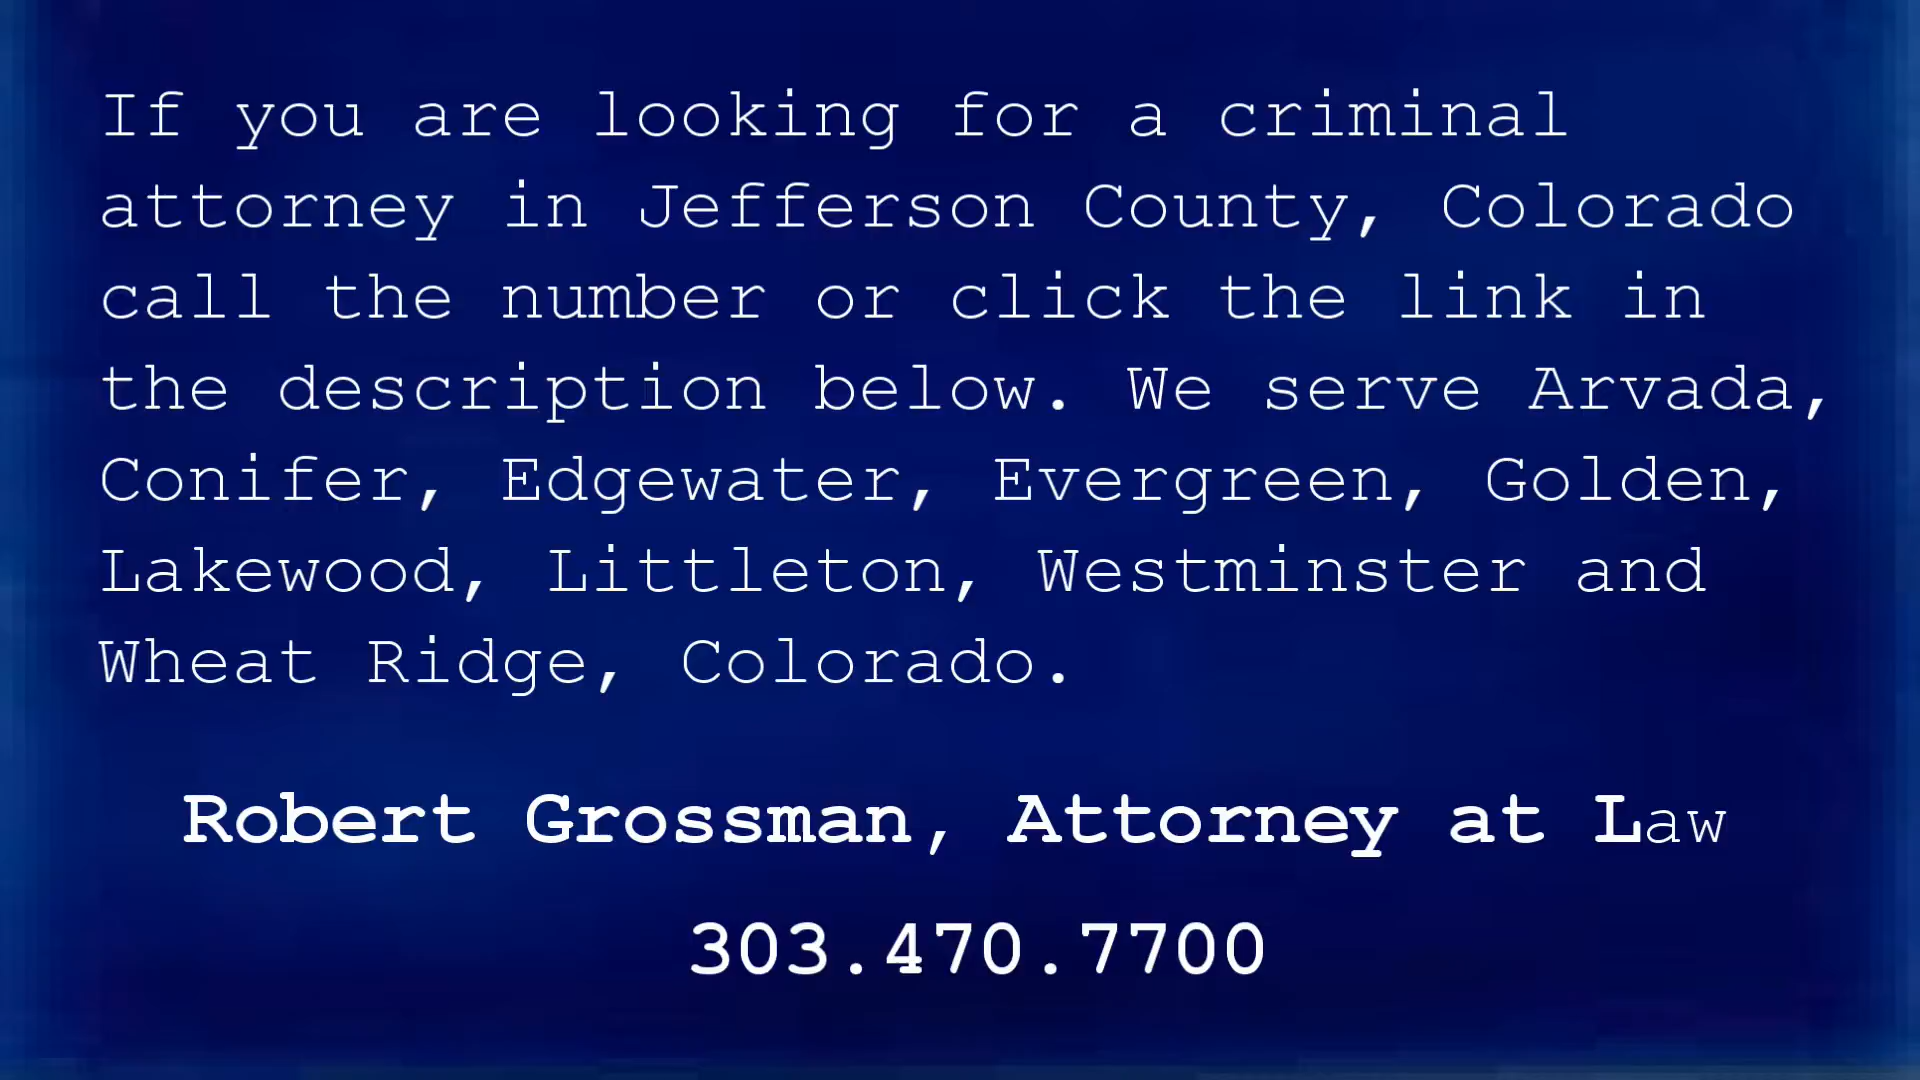 If you are looking for a criminal
attorney in Jefferson County, Colorado
call the number or click the link in
the description below. We serve Arvada,
Conifer, Edgewater, Evergreen, Golden,
Lakewood, Littleton, Westminster and
Wheat Ridge, Colorado.
Robert Grossman, Attorney at Law
303.470.7700